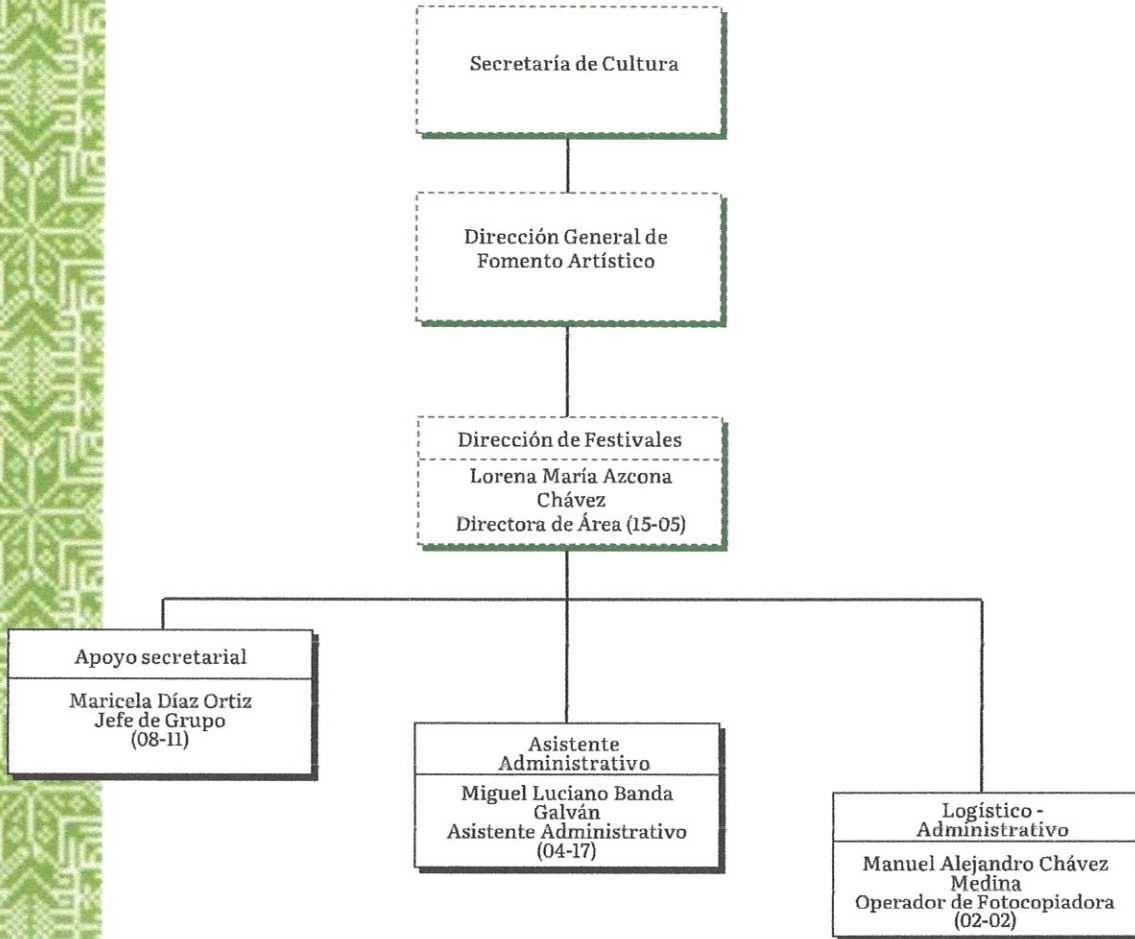 Secretaría de Cultura
Dirección General de
Fomento Artístico
Dirección de Festivales
Lorena María Azcona
Chávez
Directora de Área (15-05)
Apoyo secretarial
Maricela Díaz Ortiz
Jefe de Grupo
(08-11)
Asistente
Administrativo
Miguel Luciano Banda
Galván
Asistente Administrativo
(04-17)
Logístico -
Administrativo
Manuel Alejandro Chávez
Medina
Operador de Fotocopiadora
(02-02)